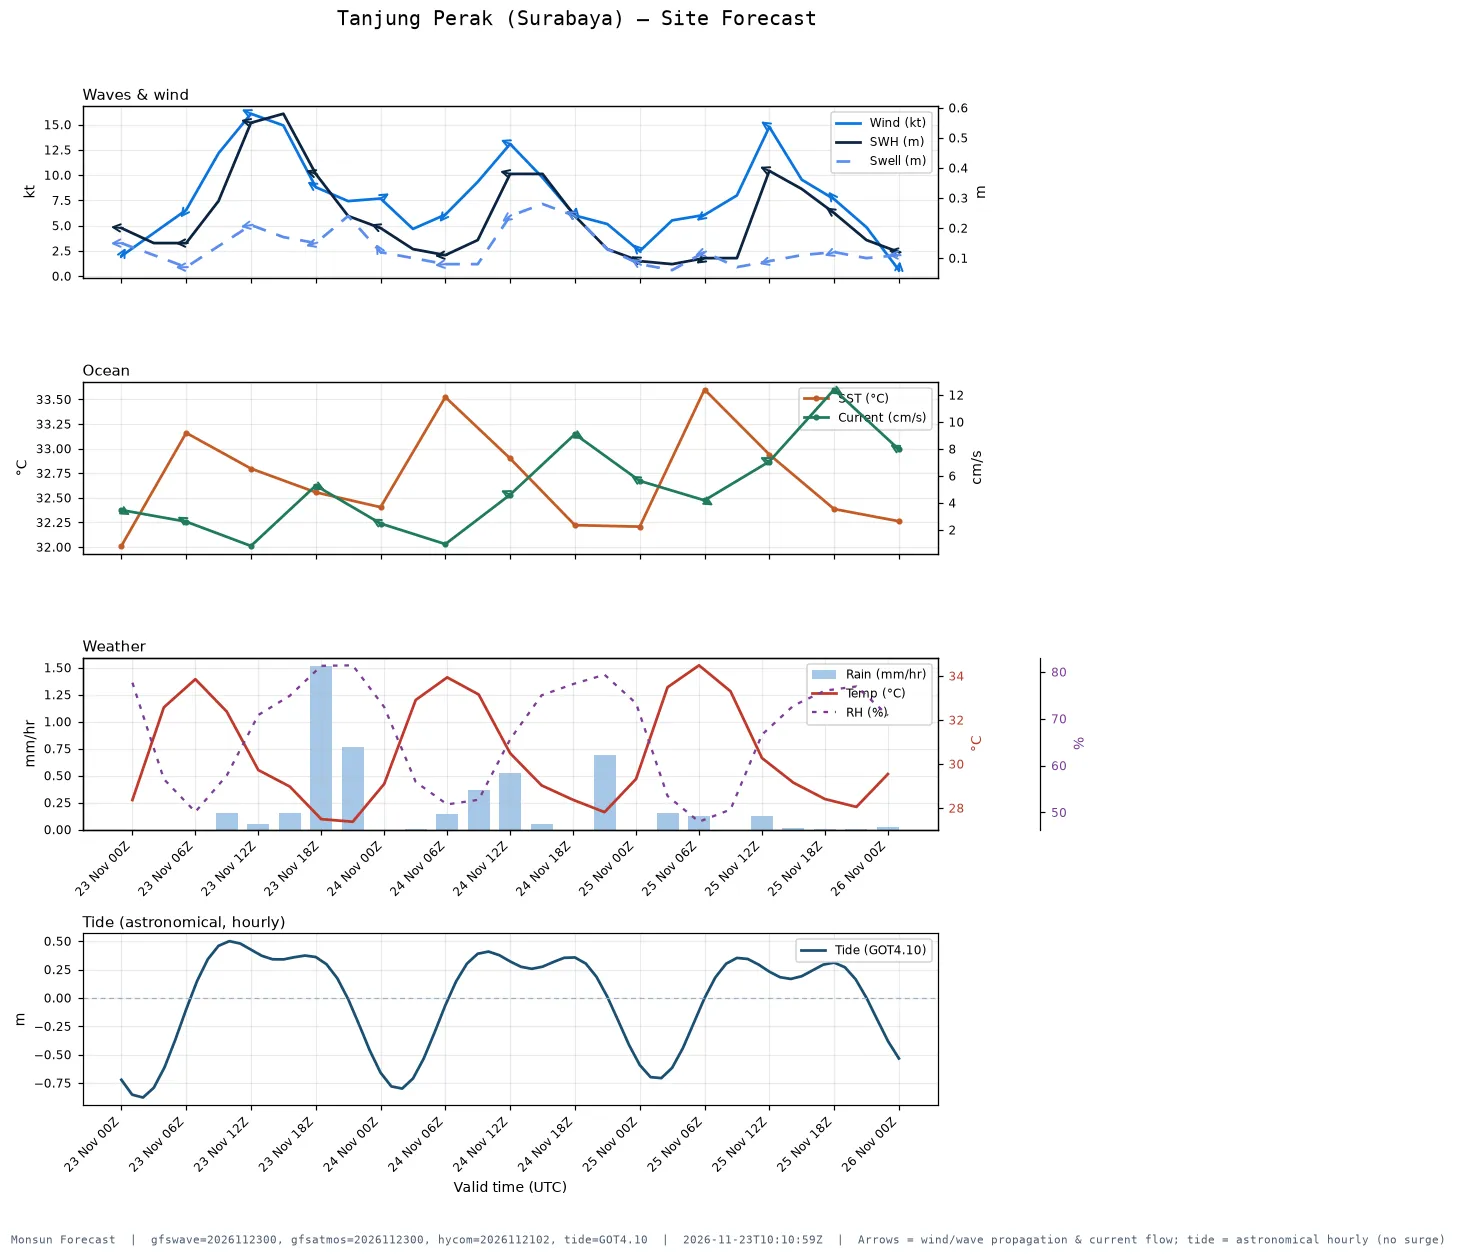 Tanjung Perak (Surabaya) — Site Forecast
Waves & wind
15.0
12.5
10.0
7.5
5.0
2.5
0.0
kt
0.6
0.5
0.4
0.3
0.2
0.1
m
Wind (kt)
SWH (m)
Swell (m)
Ocean
33.50
33.25
33.00
32.75
32.50
32.25
32.00
°C
12
10
8
6
4
2
cm/s
SST (°C)
Current (cm/s)
Weather
1.50
1.25
1.00
0.75
0.50
0.25
0.00
mm/hr
34
32
30
28
°C
80
70
60
50
%
Rain (mm/hr)
Temp (°C)
RH (%)
23 Nov 00Z
23 Nov 06Z
23 Nov 12Z
23 Nov 18Z
24 Nov 00Z
24 Nov 06Z
24 Nov 12Z
24 Nov 18Z
25 Nov 00Z
25 Nov 06Z
25 Nov 12Z
25 Nov 18Z
26 Nov 00Z
Tide (astronomical, hourly)
0.50
0.25
0.00
−0.25
−0.50
−0.75
m
Tide (GOT4.10)
23 Nov 00Z
23 Nov 06Z
23 Nov 12Z
23 Nov 18Z
24 Nov 00Z
24 Nov 06Z
24 Nov 12Z
24 Nov 18Z
25 Nov 00Z
25 Nov 06Z
25 Nov 12Z
25 Nov 18Z
26 Nov 00Z
Valid time (UTC)
Monsun Forecast | gfswave=2026112300, gfsatmos=2026112300, hycom=2026112102, tide=GOT4.10 | 2026-11-23T10:10:59Z | Arrows = wind/wave propagation & current flow; tide = astronomical hourly (no surge)